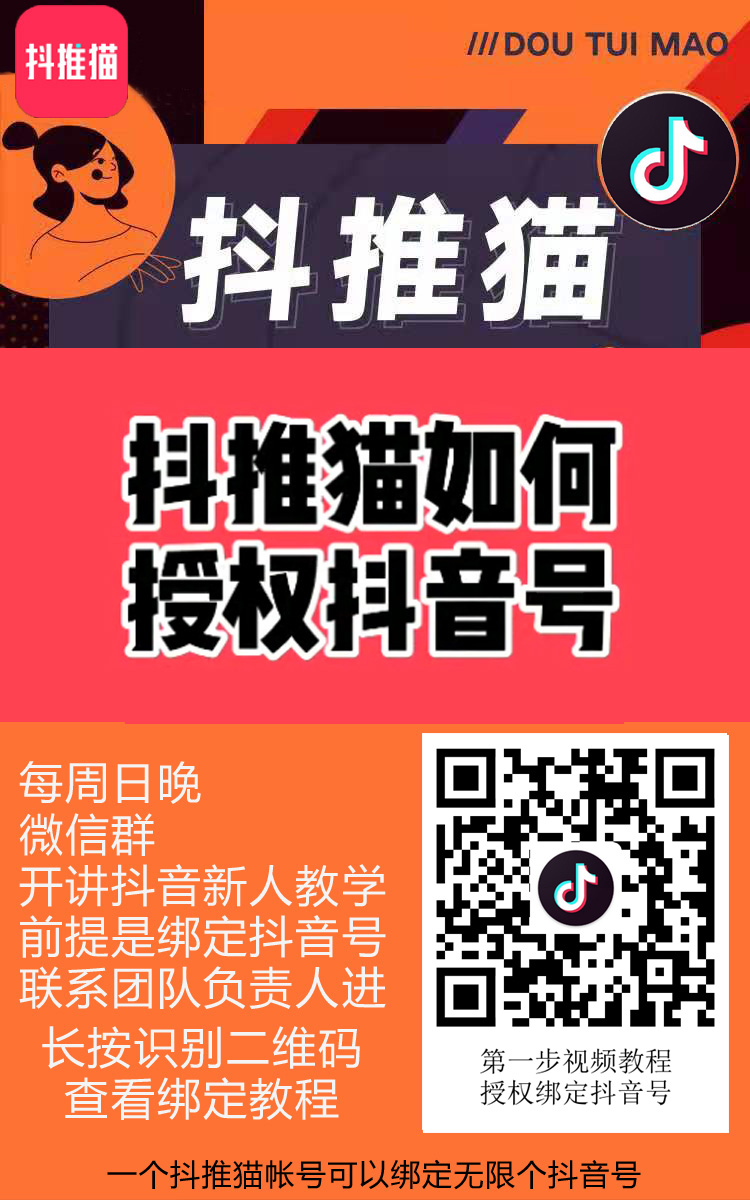 抖推猫
///DOU TUI MAO
抖推猫
抖推猫如何
授权抖音号
每周日晚
微信群
开讲抖音新人教学
前提是绑定抖音号
联系团队负责人进
长按识别二维码
查看绑定教程
第一步视频教程
授权绑定抖音号
一个抖推猫帐号可以绑定无限个抖音号